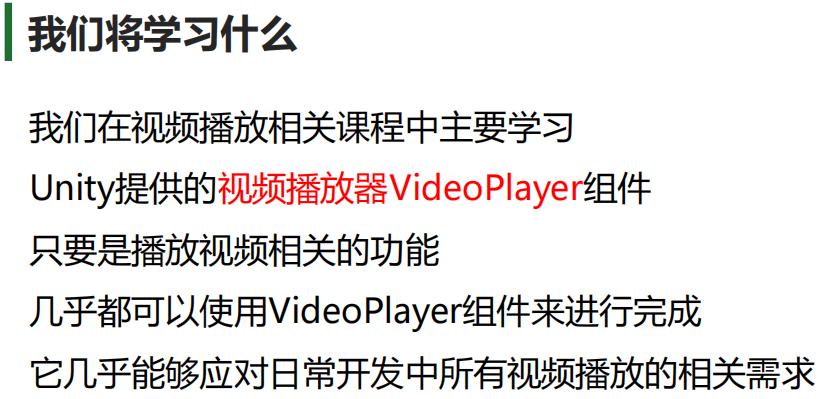 我们将学习什么
我们在视频播放相关课程中主要学习
Unity提供的视频播放器VideoPlayer组件
只要是播放视频相关的功能
几乎都可以使用VideoPlayer组件来进行完成
它几乎能够应对日常开发中所有视频播放的相关需求